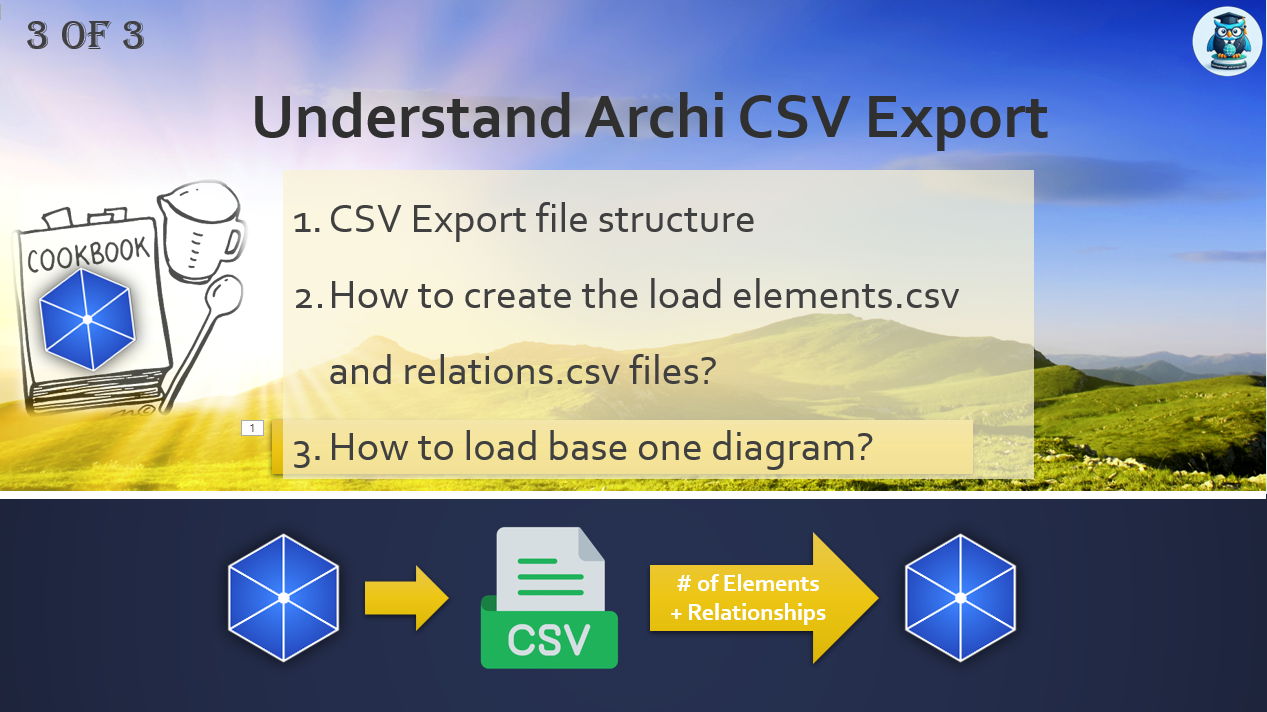 3 OF 3
Understand Archi CSV Export
1. CSV Export file structure
2. How to create the load elements.csv
and relations.csv files?
3. How to load base one diagram?
COOKBOOK
1
# of Elements
+ Relationships
CSV